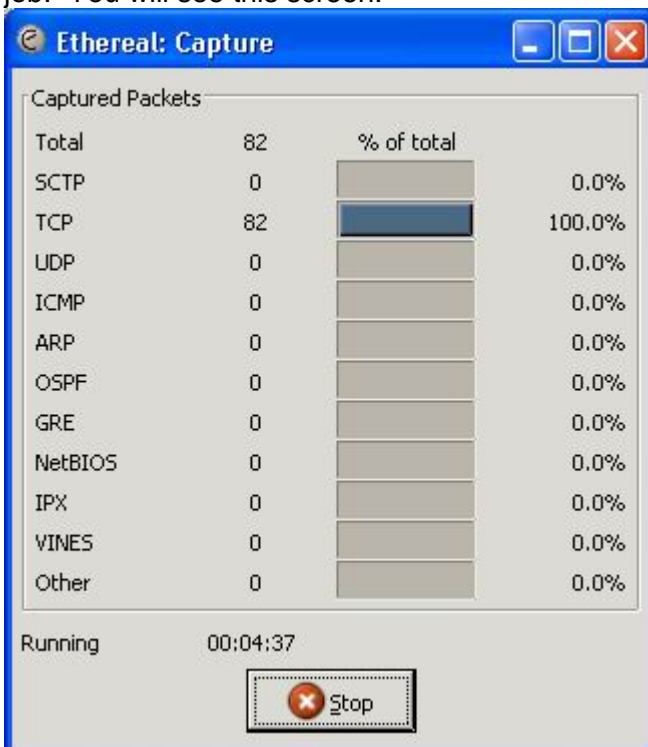 job. You will see this screen.
Ethereal: Capture
Captured Packets
Total 82 % of total
SCTP 0 0.0%
TCP 82 100.0%
UDP 0 0.0%
ICMP 0 0.0%
ARP 0 0.0%
OSPF 0 0.0%
GRE 0 0.0%
NetBIOS 0 0.0%
IPX 0 0.0%
VINES 0 0.0%
Other 0 0.0%
Running 00:04:37
Stop